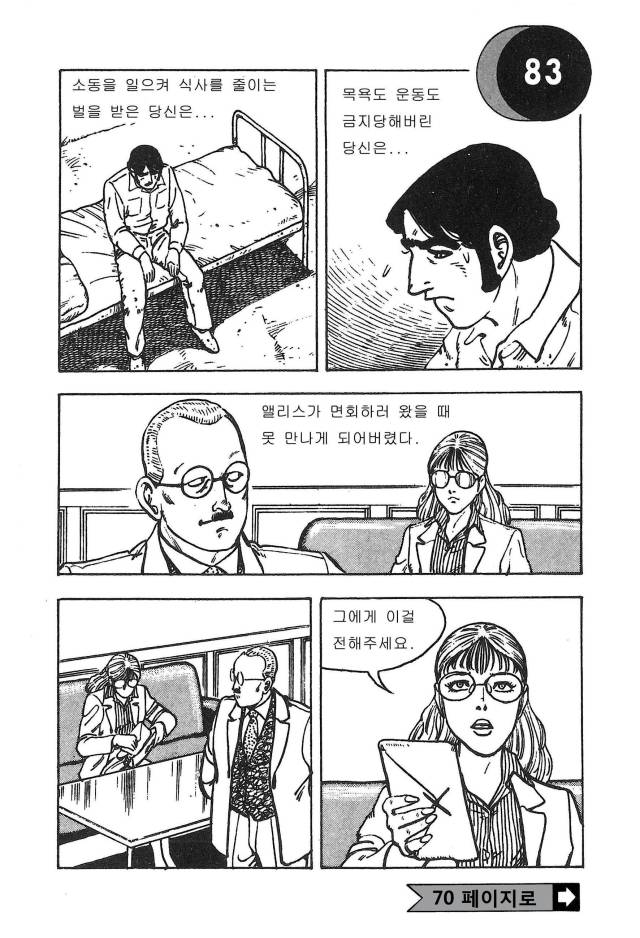 83
소동을 일으켜 식사를 줄이는
벌을 받은 당신은...
목욕도 운동도
금지당해버린
당신은...
앨리스가 면회하러 왔을 때
못 만나게 되어버렸다.
그에게 이걸
전해주세요.
70 페이지로